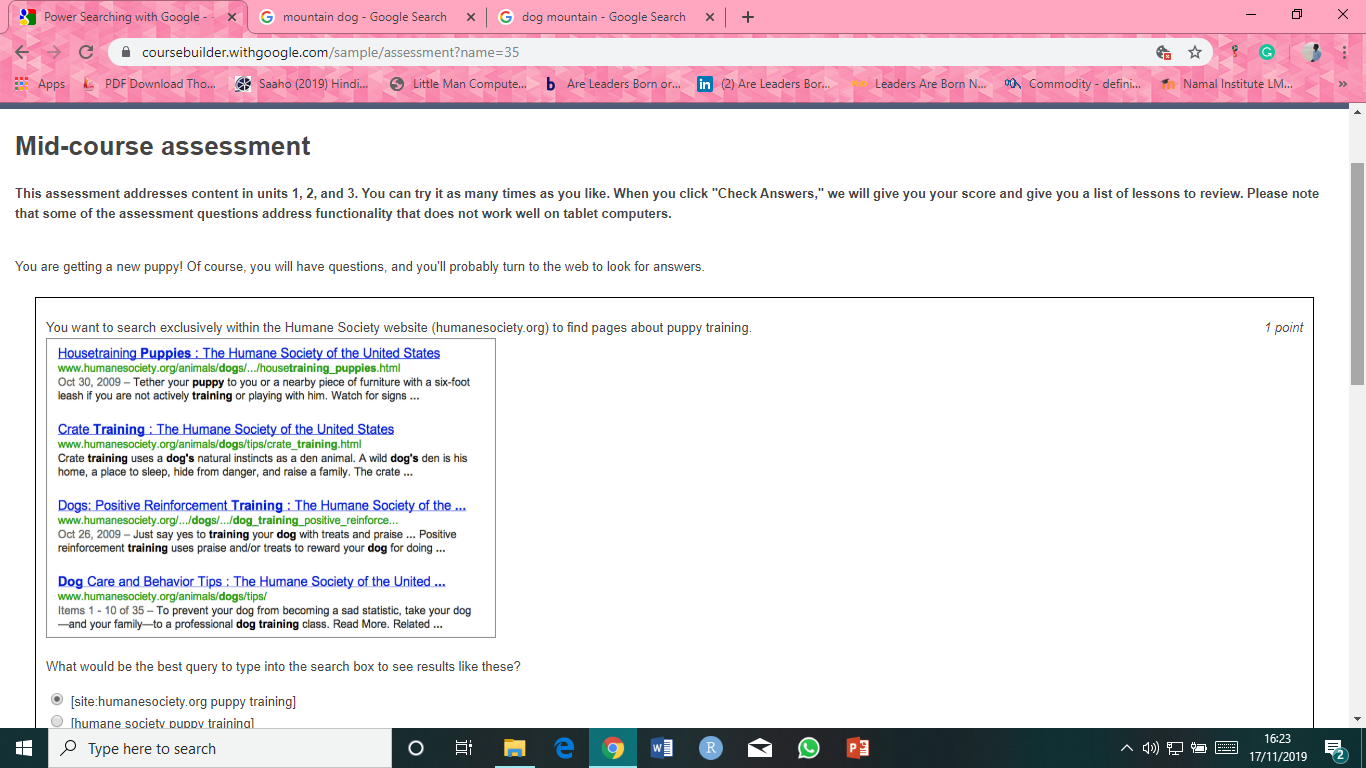 Power Searching with Google -
mountain dog - Google Search
dog mountain - Google Search
coursebuilder.withgoogle.com/sample/assessment?name=35
Apps
PDF Download Tho...
Saaho (2019) Hindi...
Little Man Compute...
Are Leaders Born or...
(2) Are Leaders Bor...
Leaders Are Born N...
Commodity - defini...
Namal Institute LM...
Mid-course assessment
This assessment addresses content in units 1, 2, and 3. You can try it as many times as you like. When you click "Check Answers," we will give you your score and give you a list of lessons to review. Please note
that some of the assessment questions address functionality that does not work well on tablet computers.
You are getting a new puppy! Of course, you will have questions, and you'll probably turn to the web to look for answers.
You want to search exclusively within the Humane Society website (humanesociety.org) to find pages about puppy training.
1 point
Housetraining Puppies : The Humane Society of the United States
www.humanesociety.org/animals/dogs/.../housetraining_puppies.html
Oct 30, 2009 – Tether your puppy to you or a nearby piece of furniture with a six-foot
leash if you are not actively training or playing with him. Watch for signs ...
Crate Training : The Humane Society of the United States
www.humanesociety.org/animals/dogs/tips/crate_training.html
Crate training uses a dog's natural instincts as a den animal. A wild dog's den is his
home, a place to sleep, hide from danger, and raise a family. The crate ...
Dogs: Positive Reinforcement Training : The Humane Society of the ...
www.humanesociety.org/.../dogs/.../dog_training_positive_reinforce...
Oct 26, 2009 – Just say yes to training your dog with treats and praise ... Positive
reinforcement training uses praise and/or treats to reward your dog for doing ...
Dog Care and Behavior Tips : The Humane Society of the United ...
www.humanesociety.org/animals/dogs/tips/
Items 1 - 10 of 35 – To prevent your dog from becoming a sad statistic, take your dog
—and your family—to a professional dog training class. Read More. Related ...
What would be the best query to type into the search box to see results like these?
[site:humanesociety.org puppy training]
[humane society puppy training]
Type here to search
16:23
17/11/2019
2